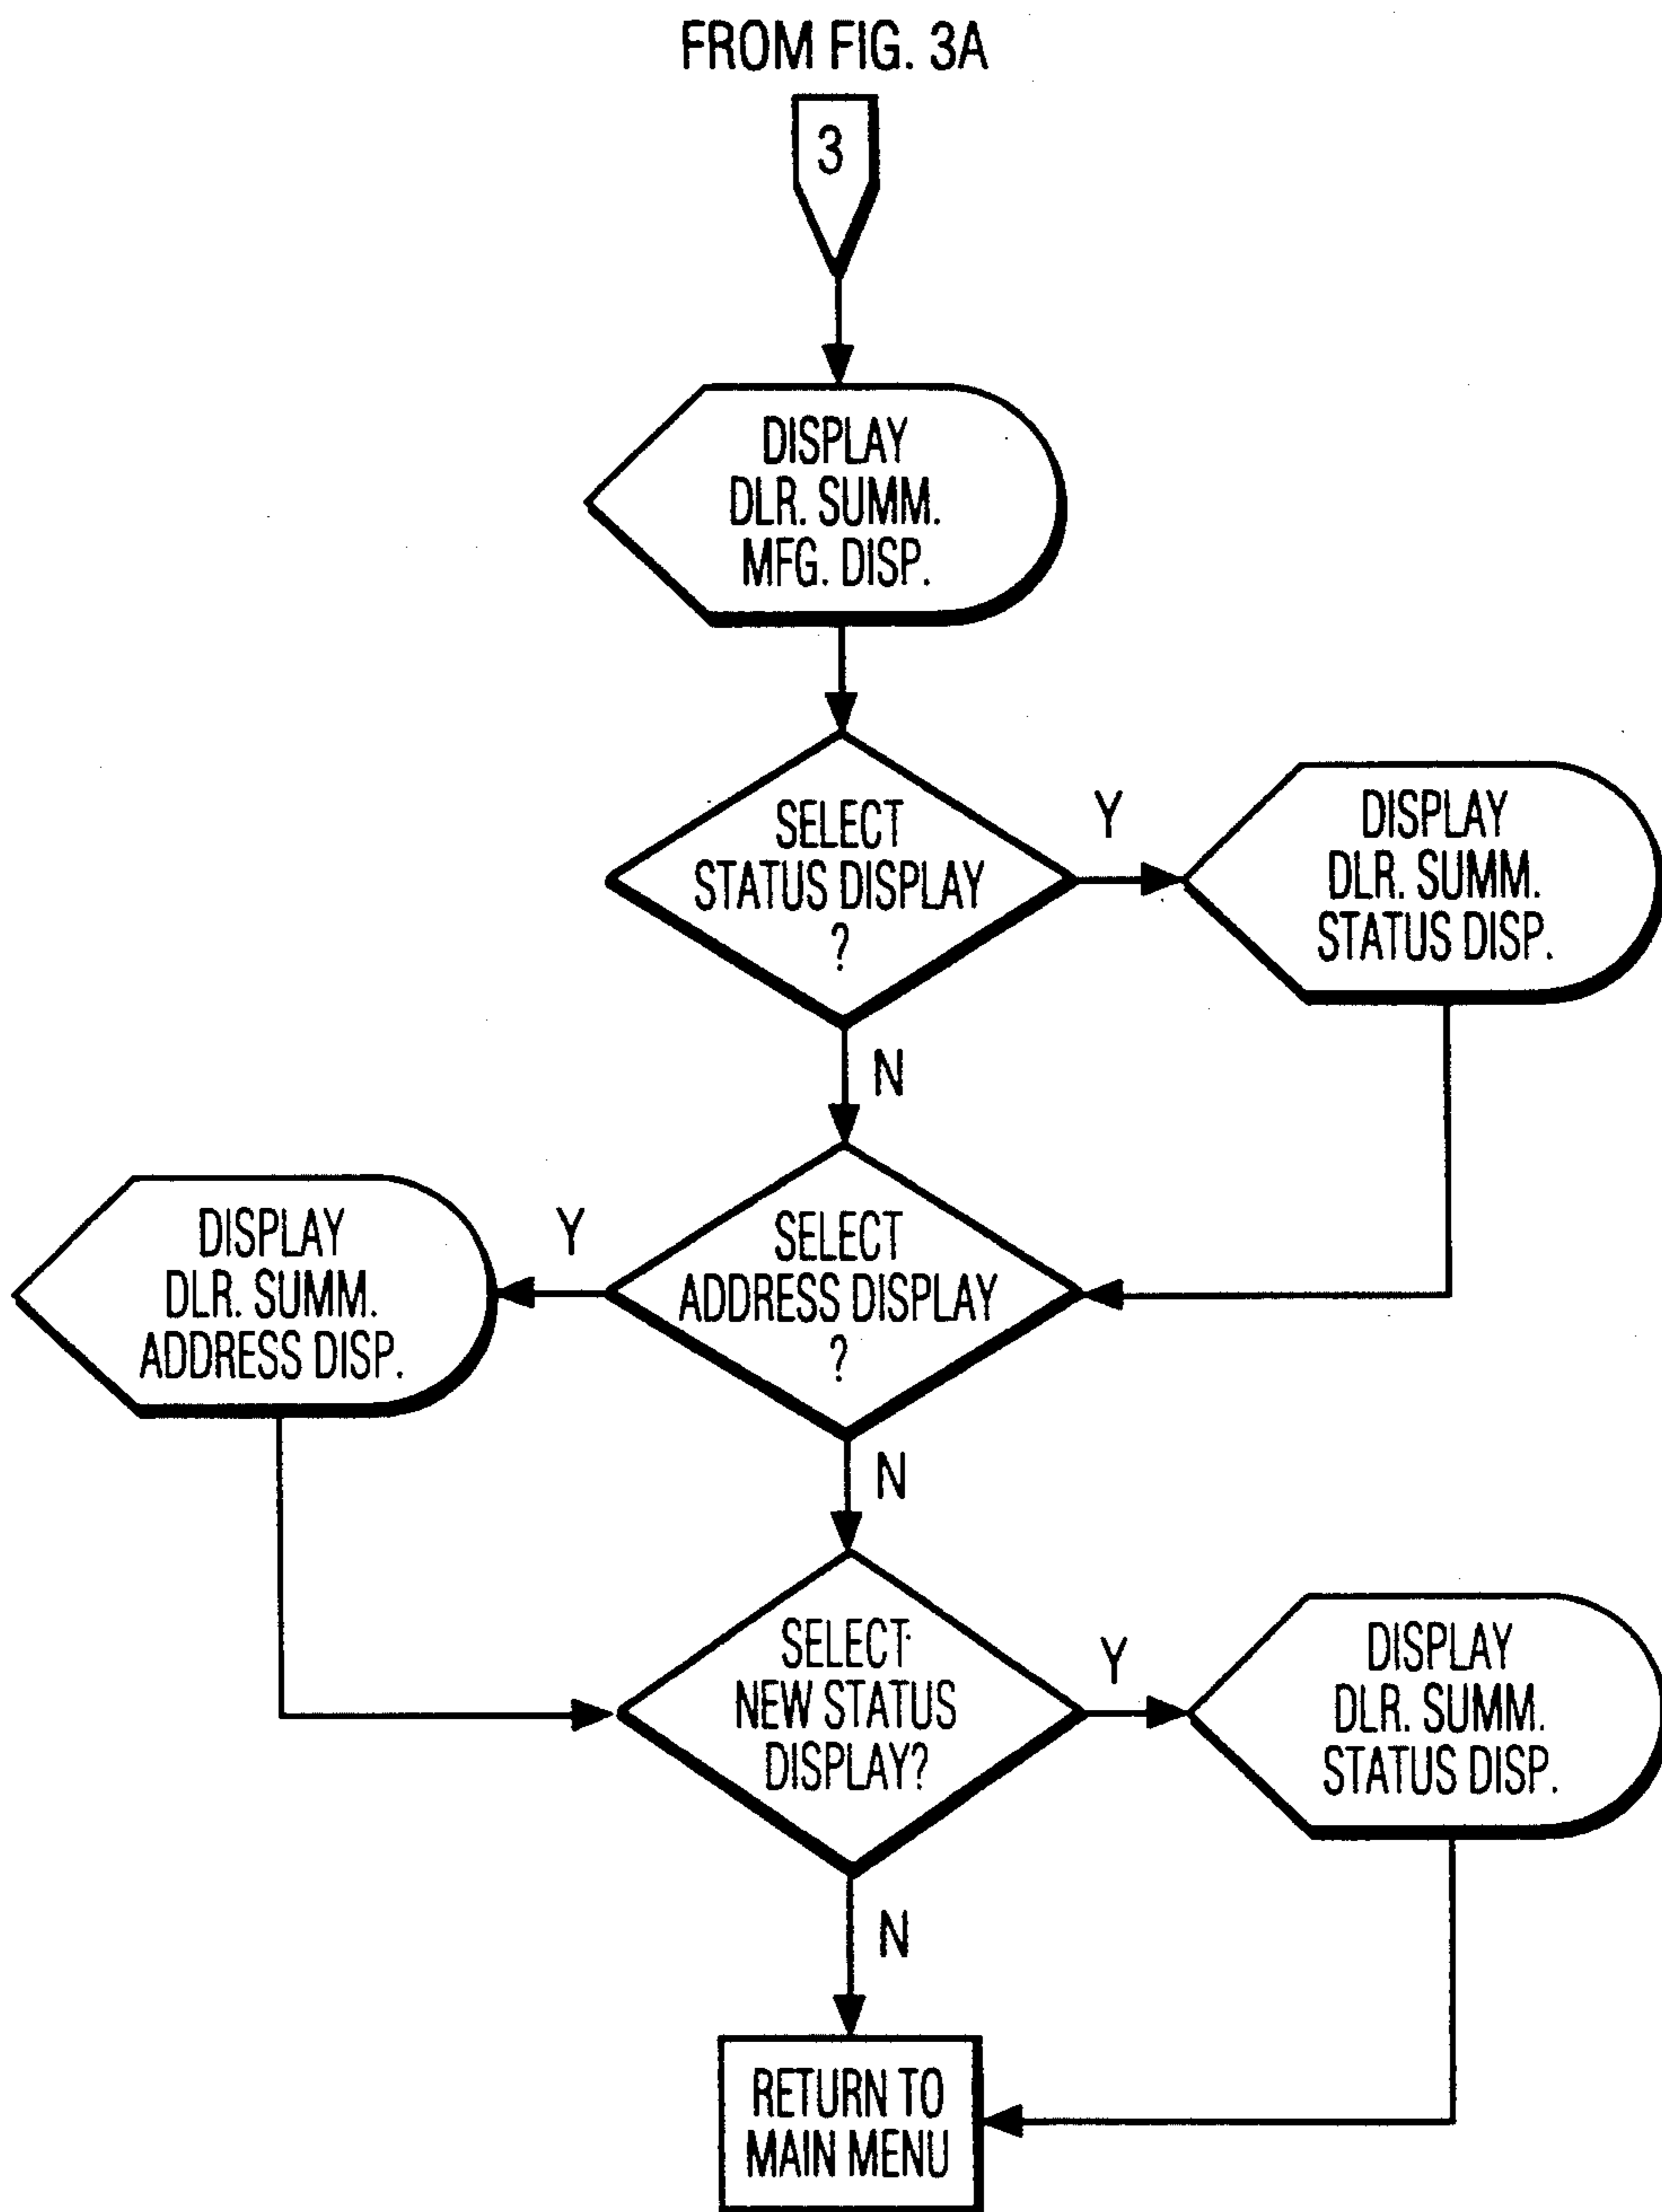 FROM FIG. 3A
3
DISPLAY
DLR. SUMM.
MFG. DISP.
SELECT
STATUS DISPLAY
?
Y
DISPLAY
DLR. SUMM.
STATUS DISP.
N
SELECT
ADDRESS DISPLAY
?
Y
DISPLAY
DLR. SUMM.
ADDRESS DISP.
N
SELECT
NEW STATUS
DISPLAY?
Y
DISPLAY
DLR. SUMM.
STATUS DISP.
N
RETURN TO
MAIN MENU